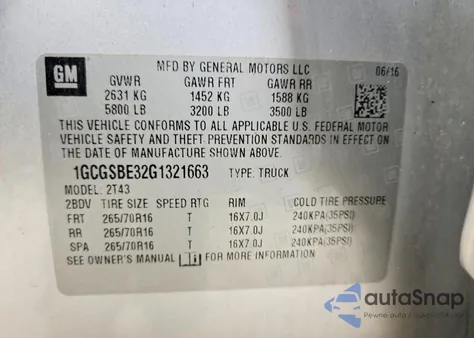 GM
MFD BY GENERAL MOTORS LLC 06/16
GVWR GAWR FRT GAWR RR
2631 KG 1452 KG 1588 KG
5800 LB 3200 LB 3500 LB
THIS VEHICLE CONFORMS TO ALL APPLICABLE U.S. FEDERAL MOTOR
VEHICLE SAFETY AND THEFT PREVENTION STANDARDS IN EFFECT ON
THE DATE OF MANUFACTURE SHOWN ABOVE.
1GCGSBE32G1321663 TYPE: TRUCK
MODEL: 2T43
2BDV TIRE SIZE SPEED RTG RIM COLD TIRE PRESSURE
FRT 265/70R16 T 16X7.0J 240KPA(35PSI)
RR 265/70R16 T 16X7.0J 240KPA(35PSI)
SPA 265/70R16 T 16X7.0J 240KPA(35PSI)
SEE OWNER'S MANUAL FOR MORE INFORMATION.
autoSnap
Pewne auto z USA